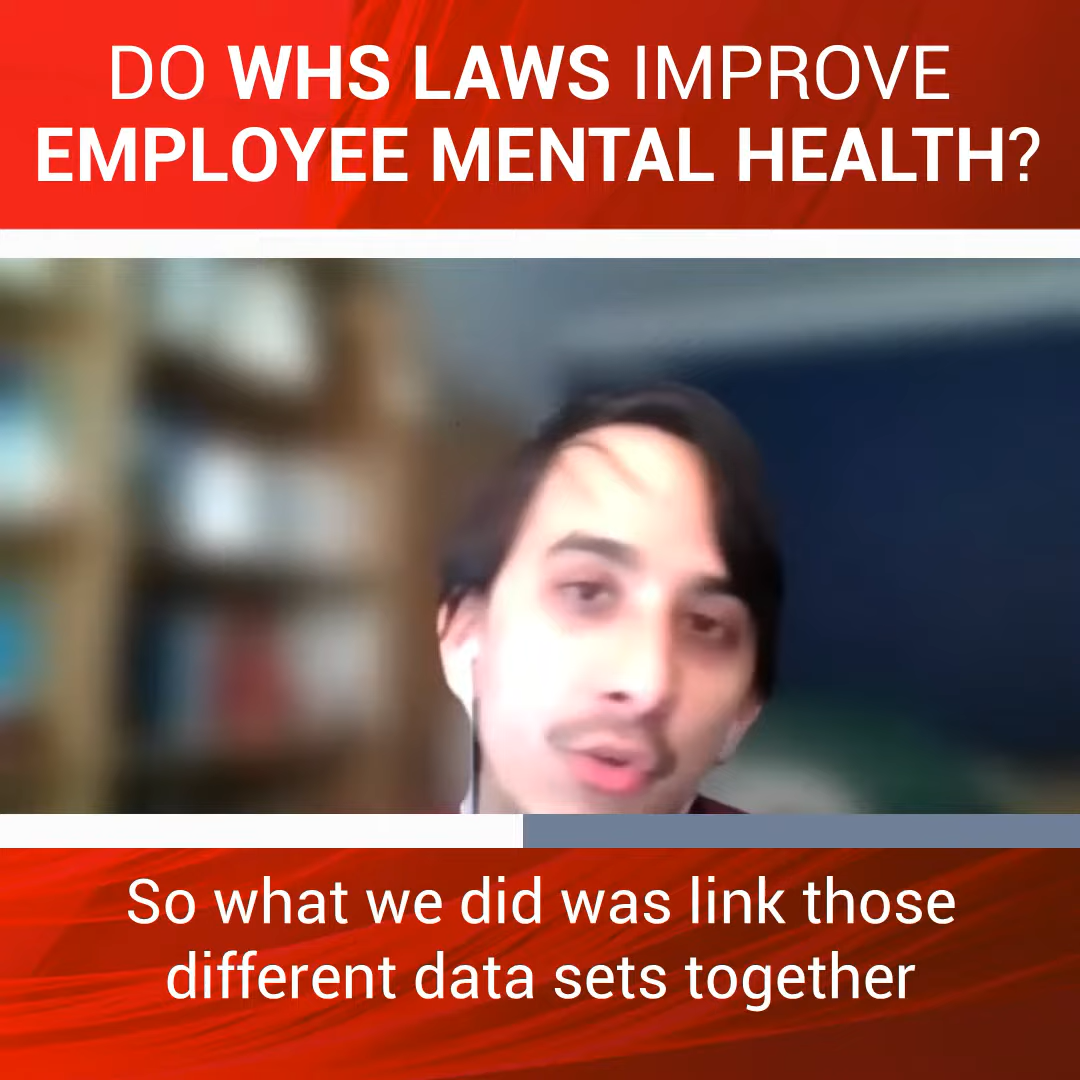 DO WHS LAWS IMPROVE
EMPLOYEE MENTAL HEALTH?
So what we did was link those
different data sets together